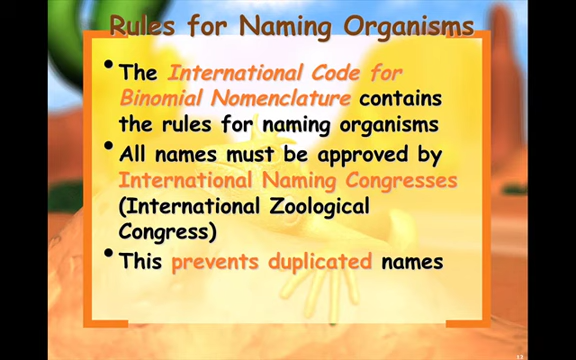 Rules for Naming Organisms
• The International Code for
Binomial Nomenclature contains
the rules for naming organisms
• All names must be approved by
International Naming Congresses
(International Zoological
Congress)
• This prevents duplicated names
13